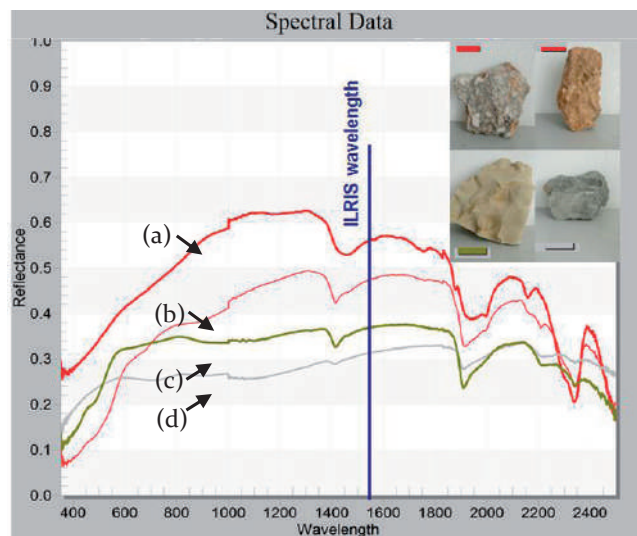 Spectral Data
1.0
0.9
0.8
0.7
0.6
0.5
0.4
0.3
0.2
0.1
0.0
Reflectance
ILRIS wavelength
(a)
(b)
(c)
(d)
400 600 800 1000 1200 1400 1600 1800 2000 2200 2400
Wavelength